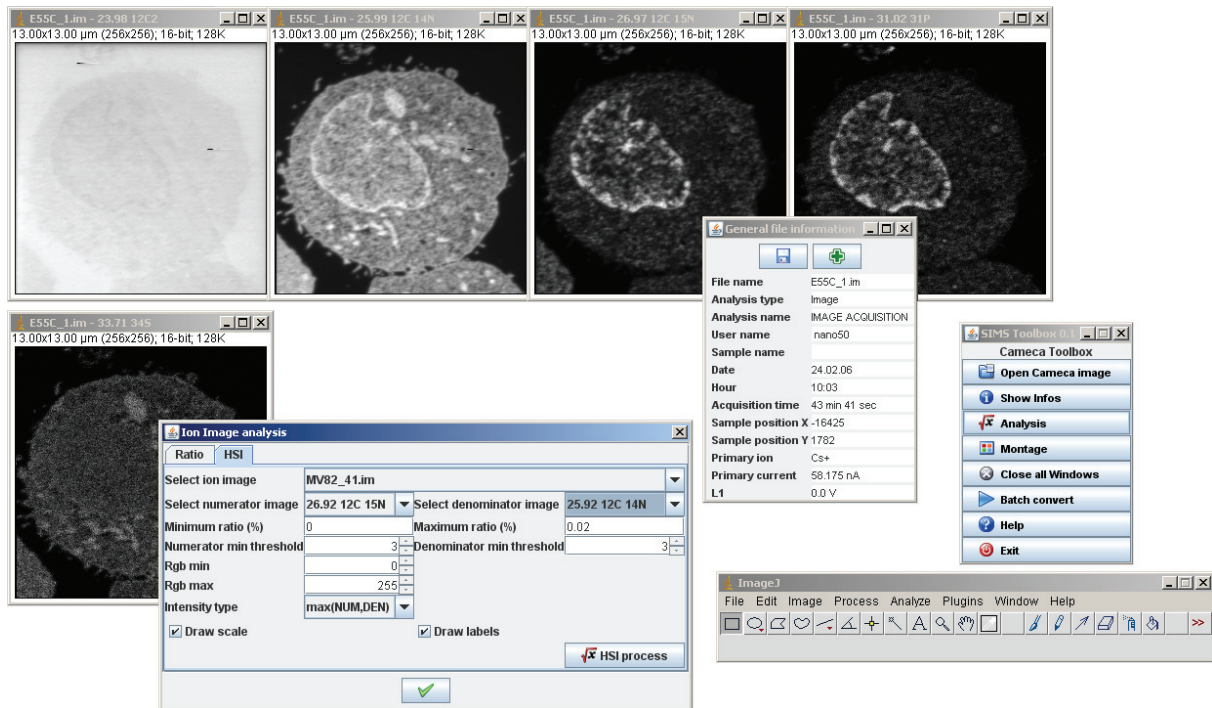 E55C_1.im - 23.98 12C2
13.00x13.00 µm (256x256); 16-bit; 128K
E55C_1.im - 25.99 12C 14N
13.00x13.00 µm (256x256); 16-bit; 128K
E55C_1.im - 26.97 12C 15N
13.00x13.00 µm (256x256); 16-bit; 128K
E55C_1.im - 31.02 31P
13.00x13.00 µm (256x256); 16-bit; 128K
E55C_1.im - 33.71 34S
13.00x13.00 µm (256x256); 16-bit; 128K
General file information
File name E55C_1.im
Analysis type Image
Analysis name IMAGE ACQUISITION
User name nano50
Sample name
Date 24.02.06
Hour 10:03
Acquisition time 43 min 41 sec
Sample position X -16425
Sample position Y 1782
Primary ion Cs+
Primary current 58.175 nA
L1 0.0 V
SIMS Toolbox 0.1
Cameca Toolbox
Open Cameca image
Show Infos
Analysis
Montage
Close all Windows
Batch convert
Help
Exit
Ion Image analysis
Ratio HSI
Select ion image MV82_41.im
Select numerator image 26.92 12C 15N Select denominator image 25.92 12C 14N
Minimum ratio (%) 0 Maximum ratio (%) 0.02
Numerator min threshold 3 Denominator min threshold 3
Rgb min 0
Rgb max 255
Intensity type max(NUM,DEN)
Draw scale Draw labels
HSI process
ImageJ
File Edit Image Process Analyze Plugins Window Help
A >>